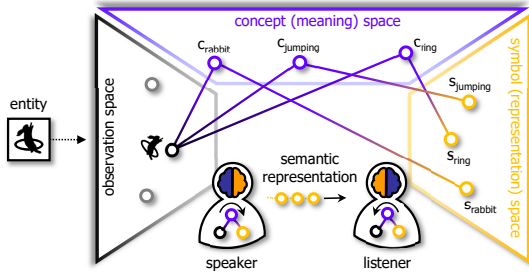 concept (meaning) space
c_rabbit
c_jumping
c_ring
symbol (representation) space
s_jumping
s_ring
s_rabbit
observation space
entity
semantic
representation
speaker
listener